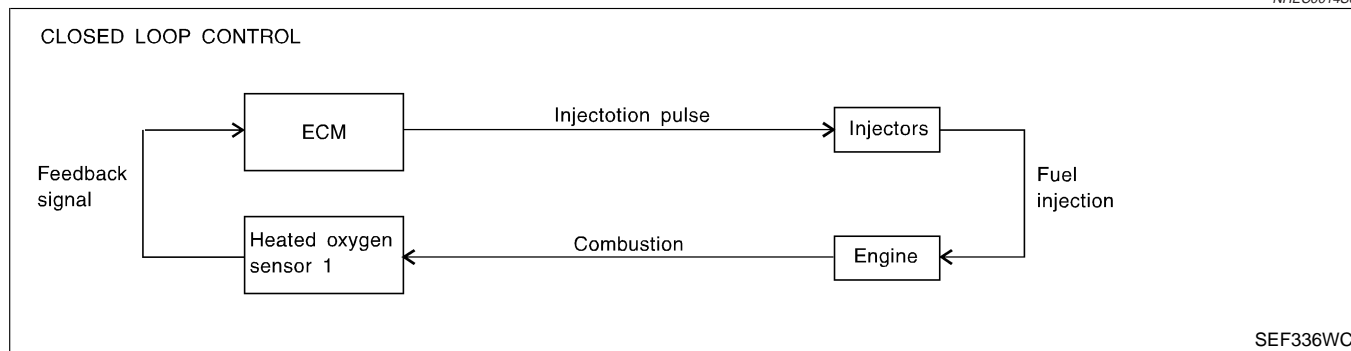 CLOSED LOOP CONTROL
ECM
Injectotion pulse
Injectors
Feedback
signal
Fuel
injection
Heated oxygen
sensor 1
Combustion
Engine
SEF336WC